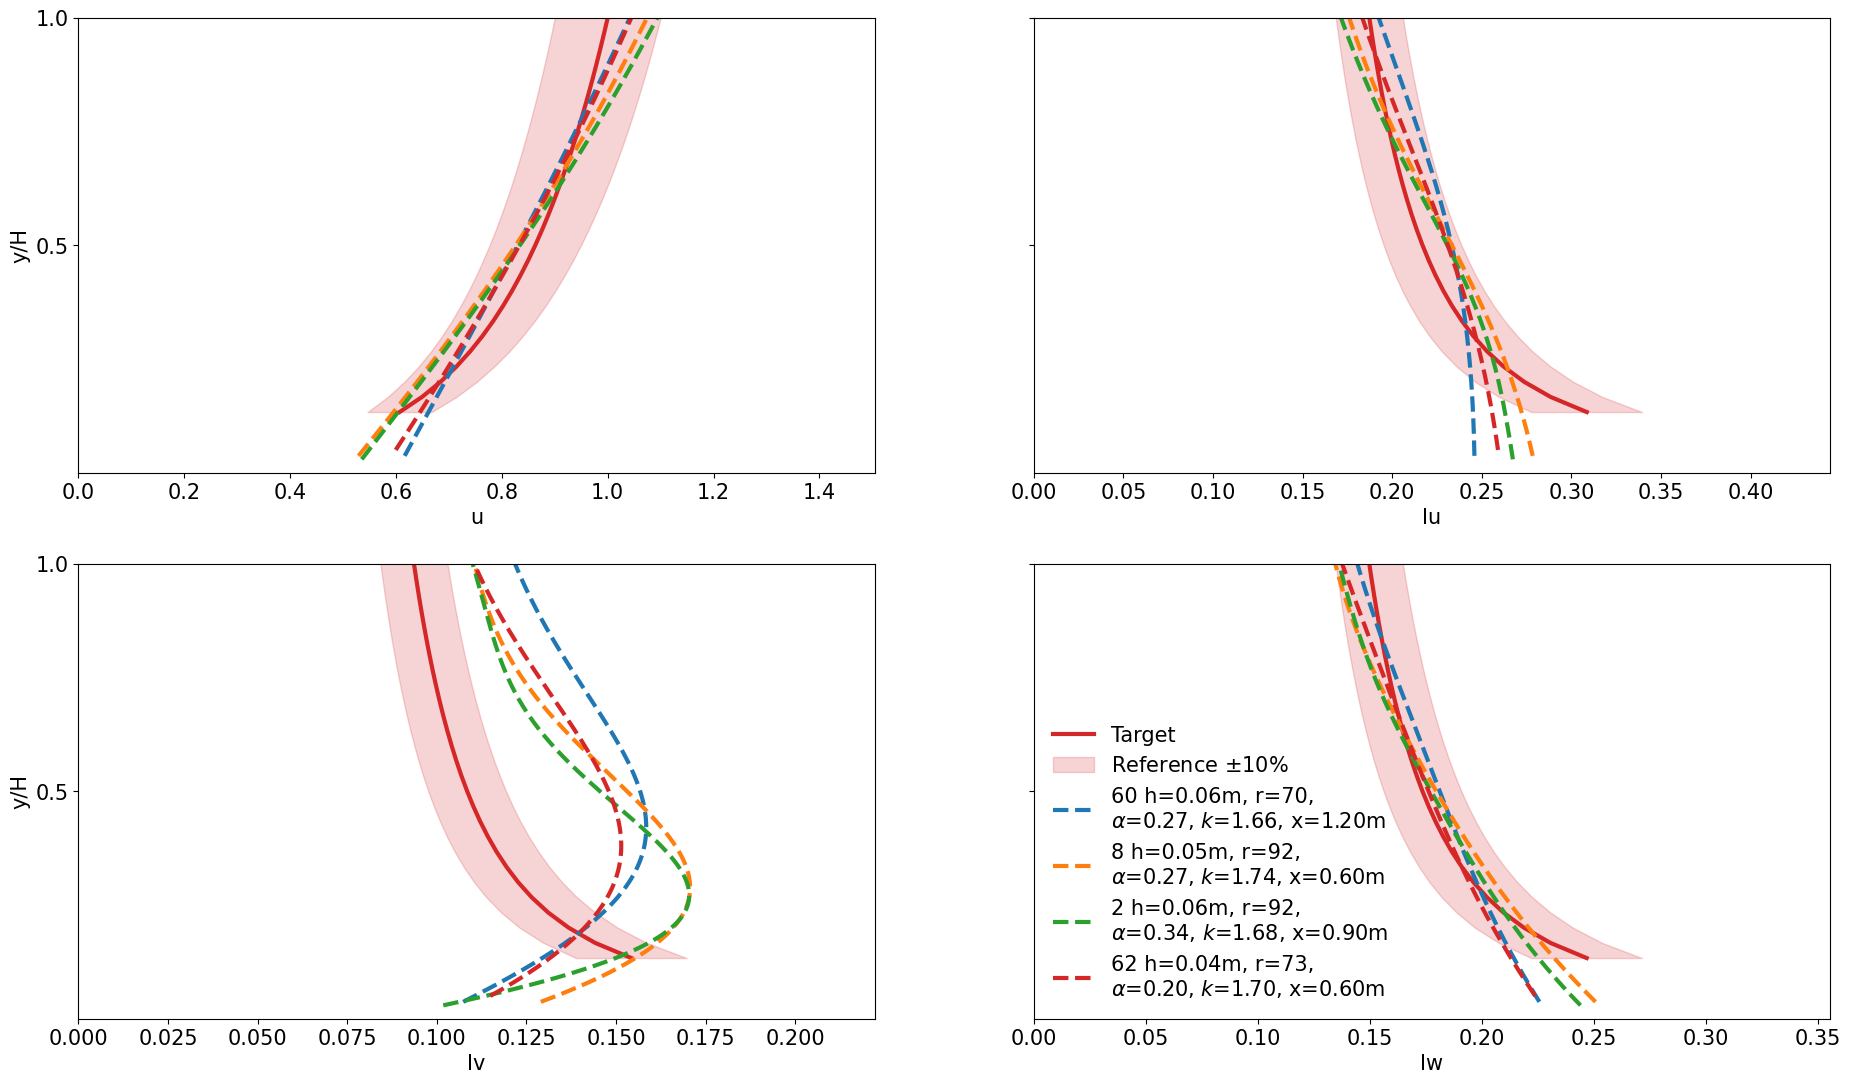 1.0
0.5
y/H
0.0 0.2 0.4 0.6 0.8 1.0 1.2 1.4
u
0.00 0.05 0.10 0.15 0.20 0.25 0.30 0.35 0.40
Iu
1.0
0.5
y/H
0.000 0.025 0.050 0.075 0.100 0.125 0.150 0.175 0.200
Iv
Target
Reference ±10%
60 h=0.06m, r=70,
α=0.27, k=1.66, x=1.20m
8 h=0.05m, r=92,
α=0.27, k=1.74, x=0.60m
2 h=0.06m, r=92,
α=0.34, k=1.68, x=0.90m
62 h=0.04m, r=73,
α=0.20, k=1.70, x=0.60m
0.00 0.05 0.10 0.15 0.20 0.25 0.30 0.35
Iw